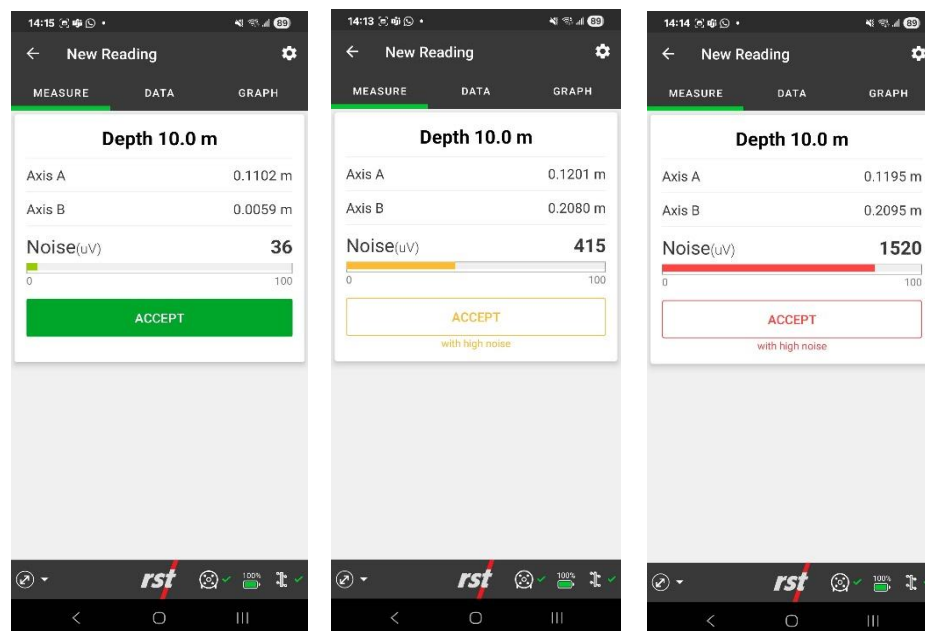 14:15
89
New Reading
MEASURE DATA GRAPH
Depth 10.0 m
Axis A 0.1102 m
Axis B 0.0059 m
Noise(uV) 36
0 100
ACCEPT
rst
100%
14:13
89
New Reading
MEASURE DATA GRAPH
Depth 10.0 m
Axis A 0.1201 m
Axis B 0.2080 m
Noise(uV) 415
0 100
ACCEPT
with high noise
rst
100%
14:14
89
New Reading
MEASURE DATA GRAPH
Depth 10.0 m
Axis A 0.1195 m
Axis B 0.2095 m
Noise(uV) 1520
0 100
ACCEPT
with high noise
rst
100%